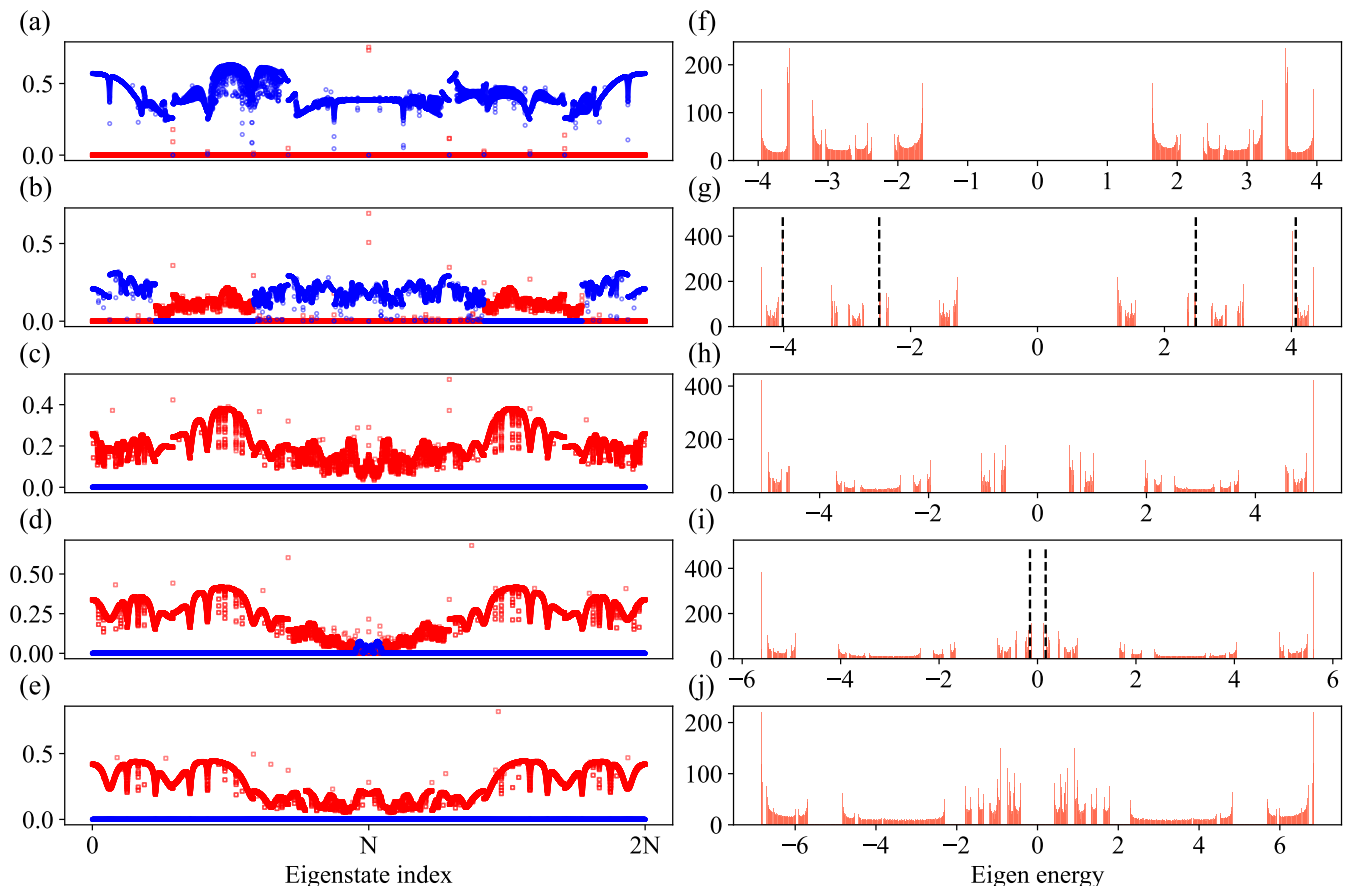 (a)
0.5
0.0
(f)
200
100
0
−4 −3 −2 −1 0 1 2 3 4
(b)
0.5
0.0
(g)
400
200
0
−4 −2 0 2 4
(c)
0.4
0.2
0.0
(h)
400
200
0
−4 −2 0 2 4
(d)
0.50
0.25
0.00
(i)
400
200
0
−6 −4 −2 0 2 4 6
(e)
0.5
0.0
0 N 2N
Eigenstate index
(j)
200
100
0
−6 −4 −2 0 2 4 6
Eigen energy